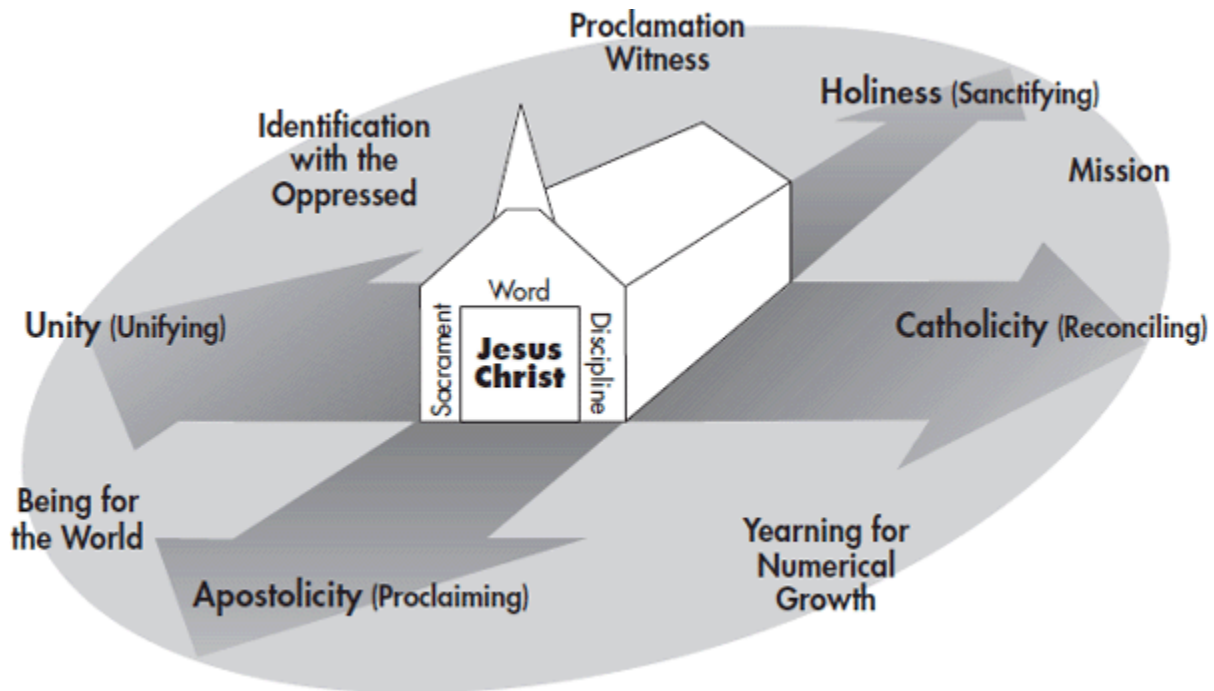 Proclamation
Witness
Holiness (Sanctifying)
Identification
with the
Oppressed
Mission
Word
Unity (Unifying)
Sacrament
Jesus
Christ
Discipline
Catholicity (Reconciling)
Being for
the World
Yearning for
Numerical
Growth
Apostolicity (Proclaiming)